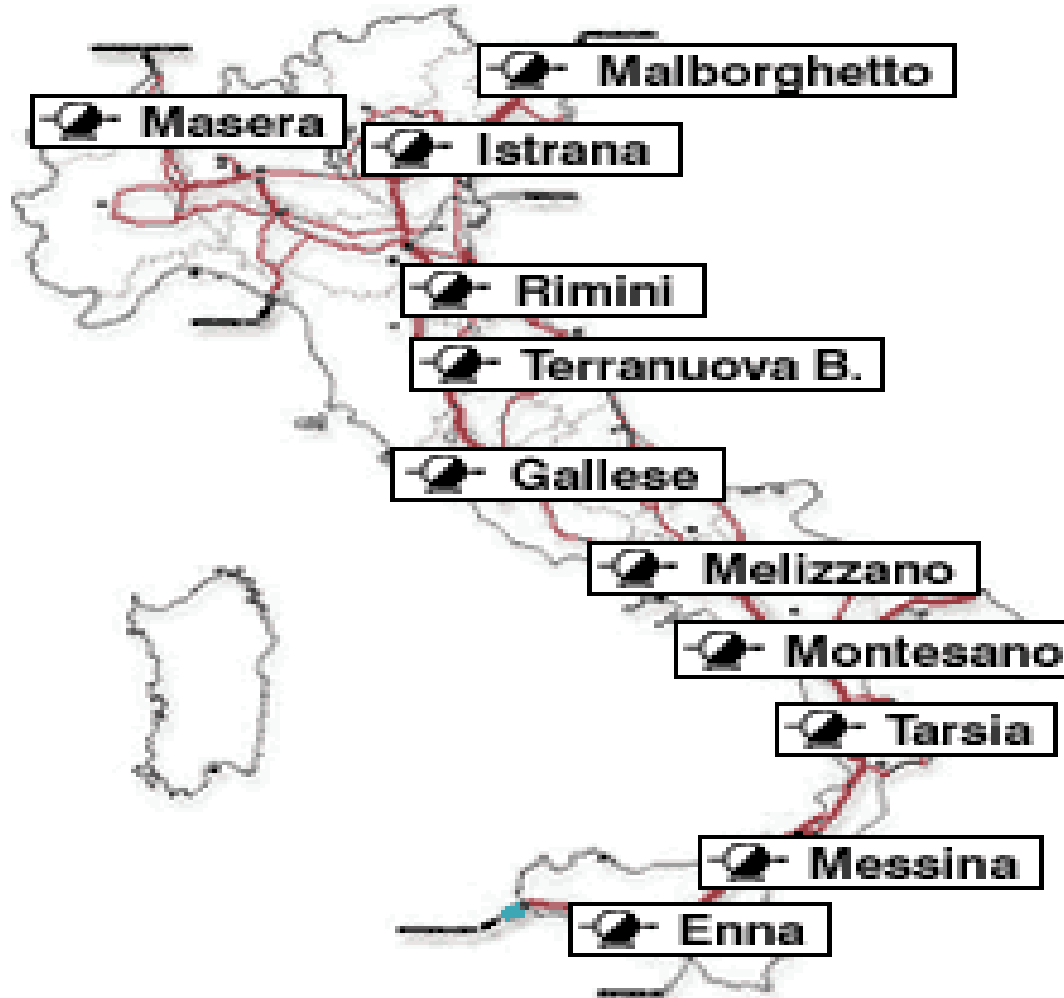 Malborghetto
Masera
Istrana
Rimini
Terranuova B.
Gallese
Melizzano
Montesano
Tarsia
Messina
Enna